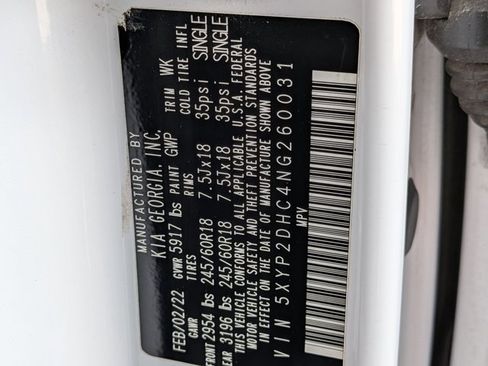 MANUFACTURED BY
KIA GEORGIA, INC.
FEB/02/22 GVWR 5917 lbs PAINT GWP TRIM WK
GAWR TIRES RIMS COLD TIRE INFL
FRONT 2954 lbs 245/60R18 7.5Jx18 35psi SINGLE
REAR 3196 lbs 245/60R18 7.5Jx18 35psi SINGLE
THIS VEHICLE CONFORMS TO ALL APPLICABLE U.S.A. FEDERAL
MOTOR VEHICLE SAFETY AND THEFT PREVENTION STANDARDS
IN EFFECT ON THE DATE OF MANUFACTURE SHOWN ABOVE
VIN 5XYP2DHC4NG260031
MPV